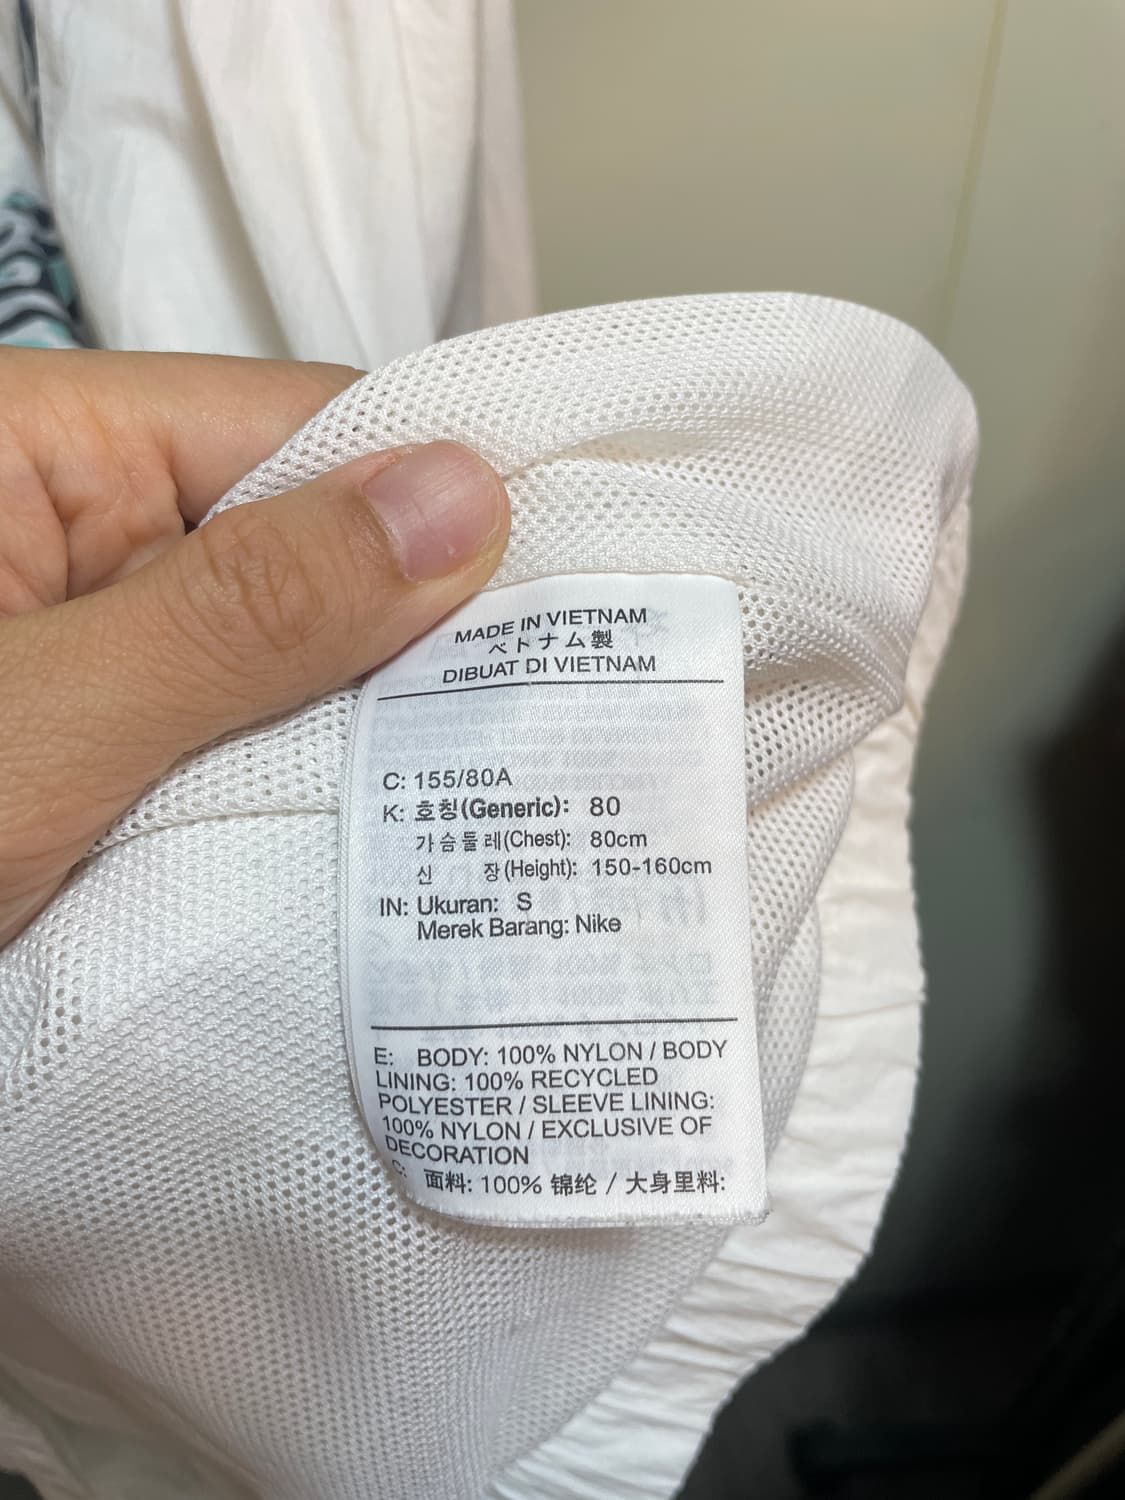 MADE IN VIETNAM
ベトナム製
DIBUAT DI VIETNAM
C: 155/80A
K: 호칭(Generic): 80
가슴둘레(Chest): 80cm
신 장(Height): 150-160cm
IN: Ukuran: S
Merek Barang: Nike
E: BODY: 100% NYLON / BODY
LINING: 100% RECYCLED
POLYESTER / SLEEVE LINING:
100% NYLON / EXCLUSIVE OF
DECORATION
C: 面料: 100% 锦纶 / 大身里料: